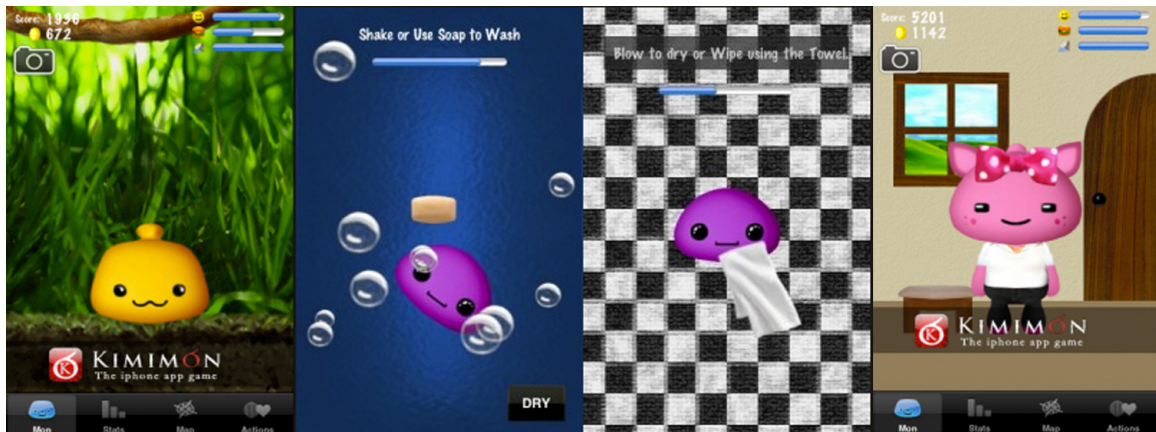 Score: 1956
672
KIMIMÓN
The iphone app game
Mon Stats Map Actions
Shake or Use Soap to Wash
DRY
Blow to dry or Wipe using the Towel.
Score: 5201
1142
KIMIMÓN
The iphone app game
Mon Stats Map Actions